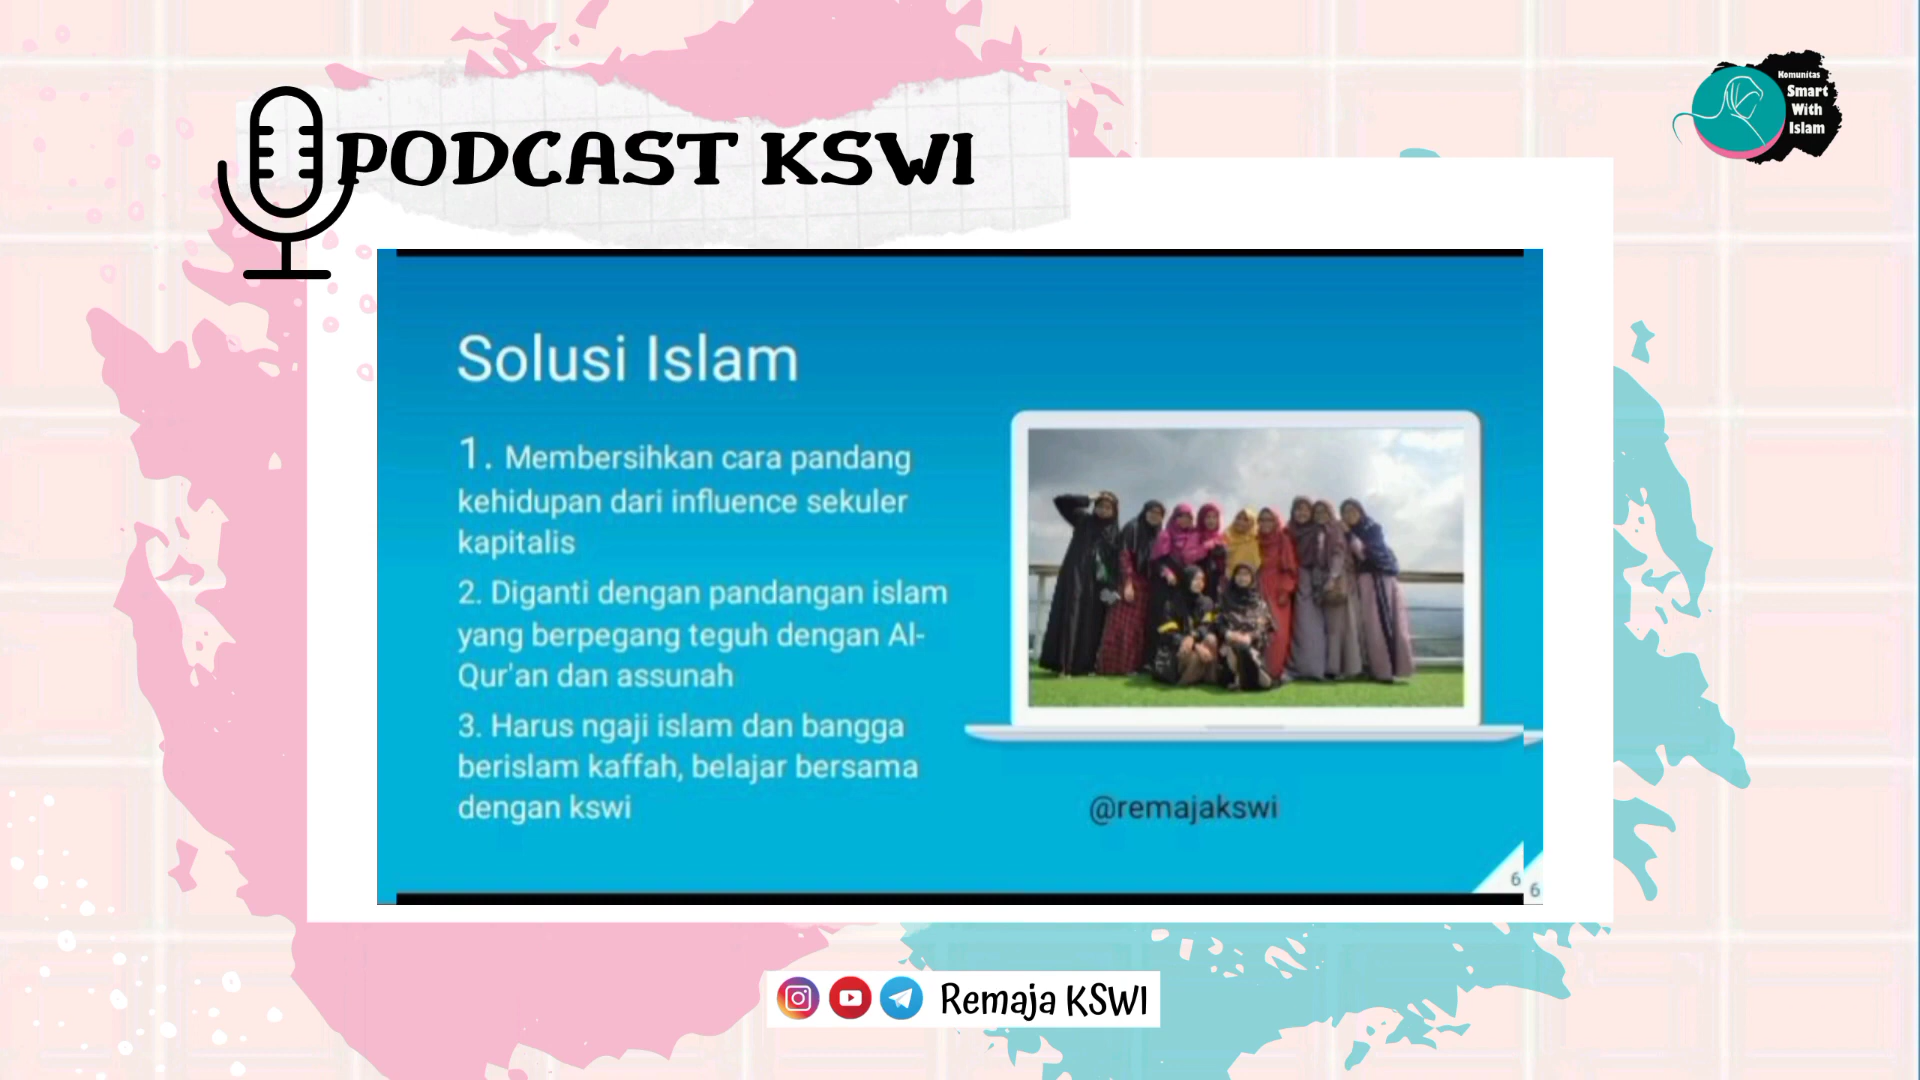 PODCAST KSWI
Komunitas
Smart
With
Islam
Solusi Islam
1. Membersihkan cara pandang
kehidupan dari influence sekuler
kapitalis
2. Diganti dengan pandangan islam
yang berpegang teguh dengan Al-
Qur'an dan assunah
3. Harus ngaji islam dan bangga
berislam kaffah, belajar bersama
dengan kswi
@remajakswi
6
6
Remaja KSWI